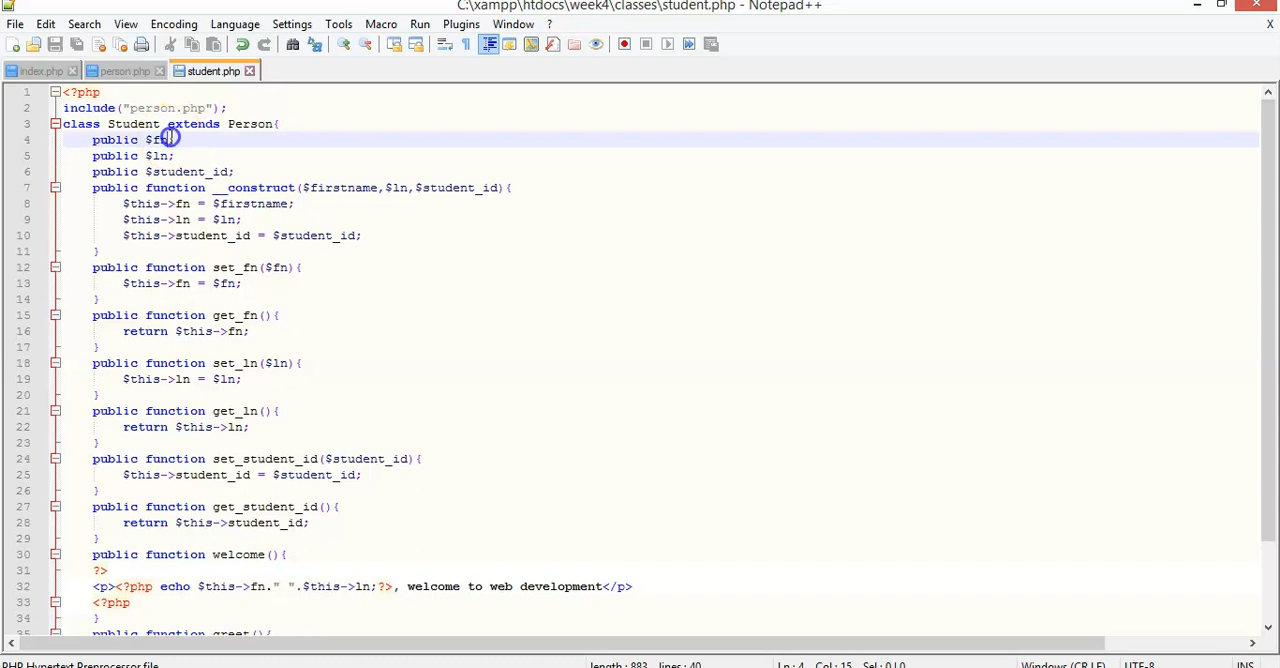 C:\xampp\htdocs\week4\classes\student.php - Notepad++
File Edit Search View Encoding Language Settings Tools Macro Run Plugins Window ?
X
index.php person.php student.php
1 <?php
2 include("person.php");
3 class Student extends Person{
4 public $fn;
5 public $ln;
6 public $student_id;
7 public function __construct($firstname,$ln,$student_id){
8 $this->fn = $firstname;
9 $this->ln = $ln;
10 $this->student_id = $student_id;
11 }
12 public function set_fn($fn){
13 $this->fn = $fn;
14 }
15 public function get_fn(){
16 return $this->fn;
17 }
18 public function set_ln($ln){
19 $this->ln = $ln;
20 }
21 public function get_ln(){
22 return $this->ln;
23 }
24 public function set_student_id($student_id){
25 $this->student_id = $student_id;
26 }
27 public function get_student_id(){
28 return $this->student_id;
29 }
30 public function welcome(){
31 ?>
32 <p><?php echo $this->fn." ".$this->ln;?>, welcome to web development</p>
33 <?php
34 }
35 public function greet(){
PHP Hypertext Preprocessor file length : 883 lines : 40 Ln : 4 Col : 15 Sel : 0 | 0 Windows (CR LF) UTF-8 INS